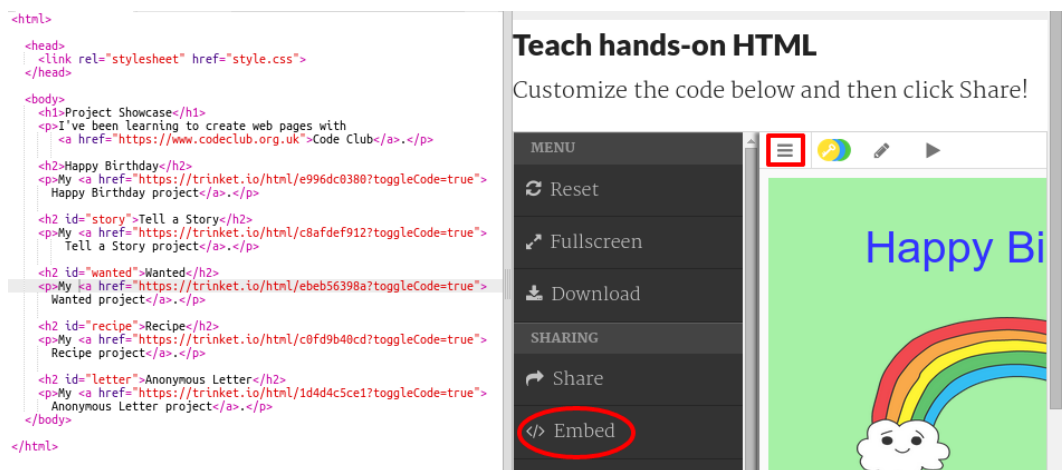 <html>
<head>
<link rel="stylesheet" href="style.css">
</head>
<body>
<h1>Project Showcase</h1>
<p>I've been learning to create web pages with
<a href="https://www.codeclub.org.uk">Code Club</a>.</p>
<h2>Happy Birthday</h2>
<p>My <a href="https://trinket.io/html/e996dc0380?toggleCode=true">
Happy Birthday project</a>.</p>
<h2 id="story">Tell a Story</h2>
<p>My <a href="https://trinket.io/html/c8afdef912?toggleCode=true">
Tell a Story project</a>.</p>
<h2 id="wanted">Wanted</h2>
<p>My <a href="https://trinket.io/html/ebeb56398a?toggleCode=true">
Wanted project</a>.</p>
<h2 id="recipe">Recipe</h2>
<p>My <a href="https://trinket.io/html/c0fd9b40cd?toggleCode=true">
Recipe project</a>.</p>
<h2 id="letter">Anonymous Letter</h2>
<p>My <a href="https://trinket.io/html/1d4d4c5ce1?toggleCode=true">
Anonymous Letter project</a>.</p>
</body>
</html>
Teach hands-on HTML
Customize the code below and then click Share!
MENU
Reset
Fullscreen
Download
SHARING
Share
</> Embed
Happy Bi